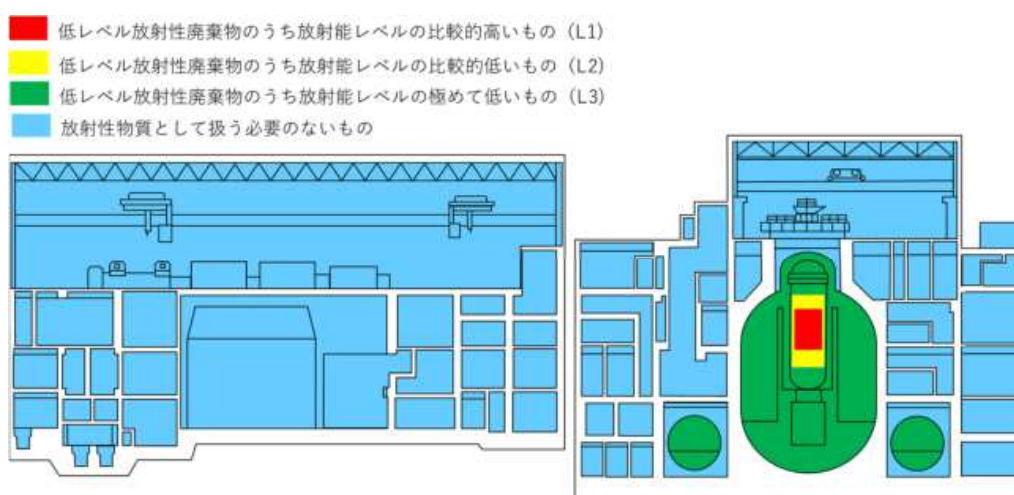 低レベル放射性廃棄物のうち放射能レベルの比較的高いもの（L1）
低レベル放射性廃棄物のうち放射能レベルの比較的低いもの（L2）
低レベル放射性廃棄物のうち放射能レベルの極めて低いもの（L3）
放射性物質として扱う必要のないもの